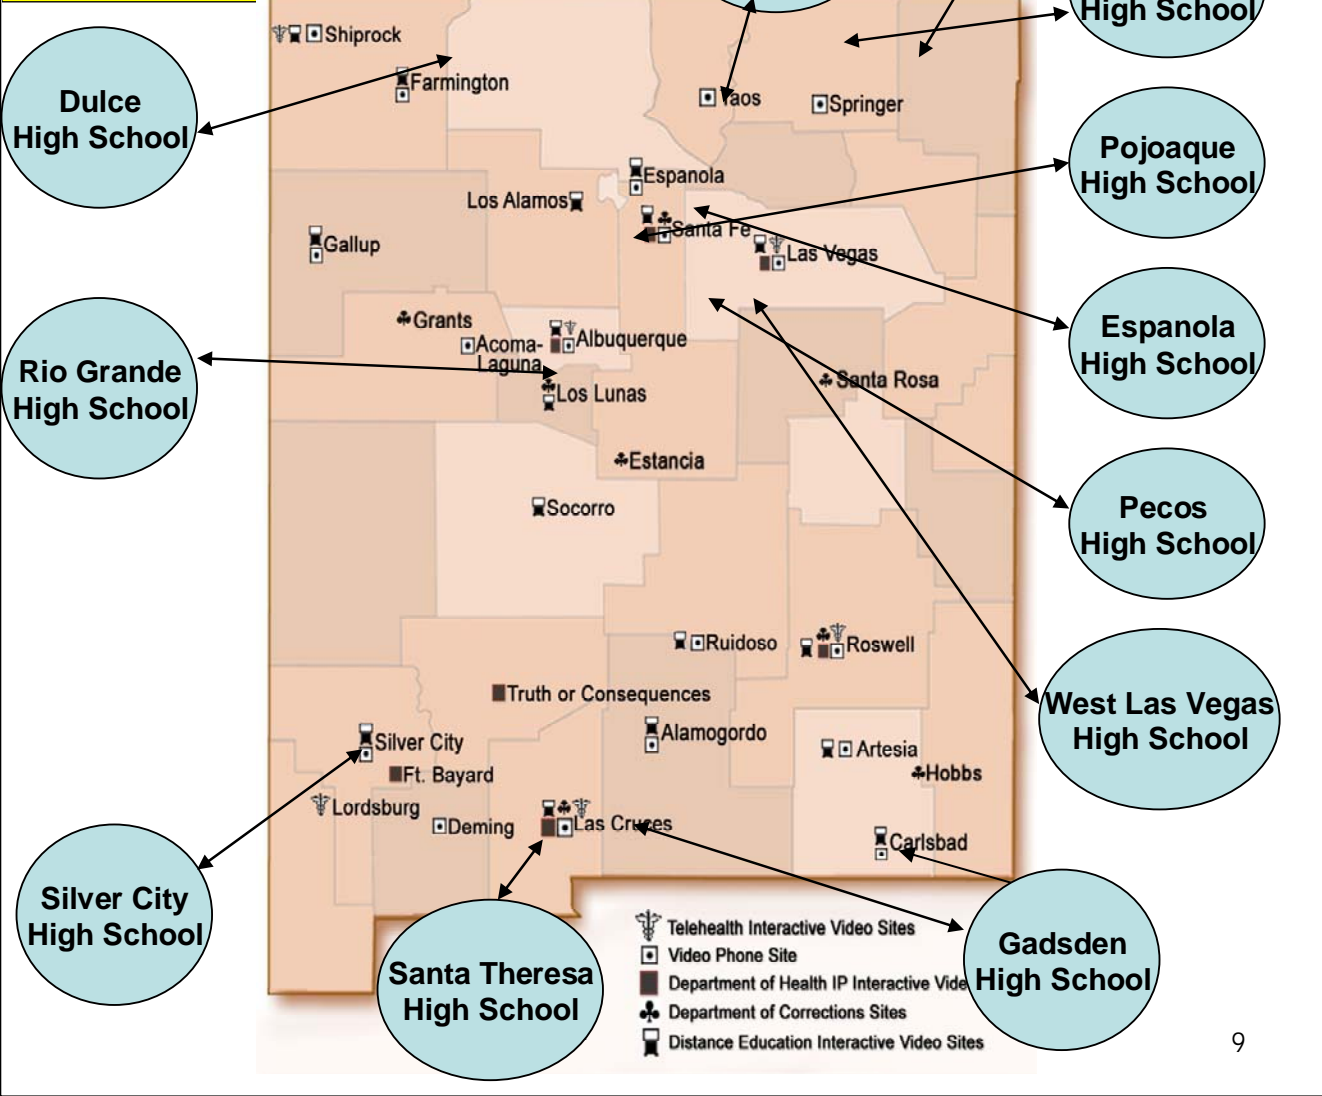 High School
Shiprock
Farmington
Dulce
High School
Taos
Springer
Pojoaque
High School
Espanola
Los Alamos
Santa Fe
Gallup
Las Vegas
Espanola
High School
Grants
Acoma-
Laguna
Albuquerque
Rio Grande
High School
Los Lunas
Santa Rosa
Estancia
Socorro
Pecos
High School
Ruidoso
Roswell
Truth or Consequences
West Las Vegas
High School
Silver City
Alamogordo
Artesia
Ft. Bayard
Hobbs
Lordsburg
Deming
Las Cruces
Carlsbad
Silver City
High School
Santa Theresa
High School
Gadsden
High School
Telehealth Interactive Video Sites
Video Phone Site
Department of Health IP Interactive Vide
Department of Corrections Sites
Distance Education Interactive Video Sites
9